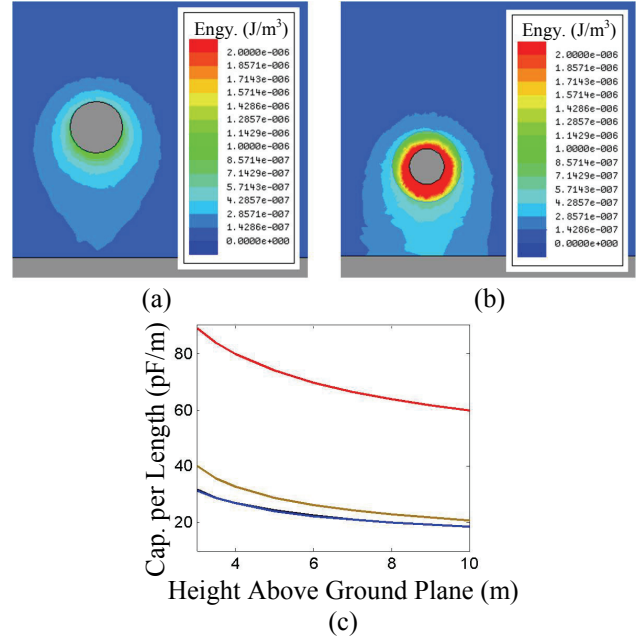 Engy. (J/m³)
2.0000e-006
1.8571e-006
1.7143e-006
1.5714e-006
1.4286e-006
1.2857e-006
1.1429e-006
1.0000e-006
8.5714e-007
7.1429e-007
5.7143e-007
4.2857e-007
2.8571e-007
1.4286e-007
0.0000e+000
(a)
Engy. (J/m³)
2.0000e-006
1.8571e-006
1.7143e-006
1.5714e-006
1.4286e-006
1.2857e-006
1.1429e-006
1.0000e-006
8.5714e-007
7.1429e-007
5.7143e-007
4.2857e-007
2.8571e-007
1.4286e-007
0.0000e+000
(b)
Cap. per Length (pF/m)
80
60
40
20
4 6 8 10
Height Above Ground Plane (m)
(c)